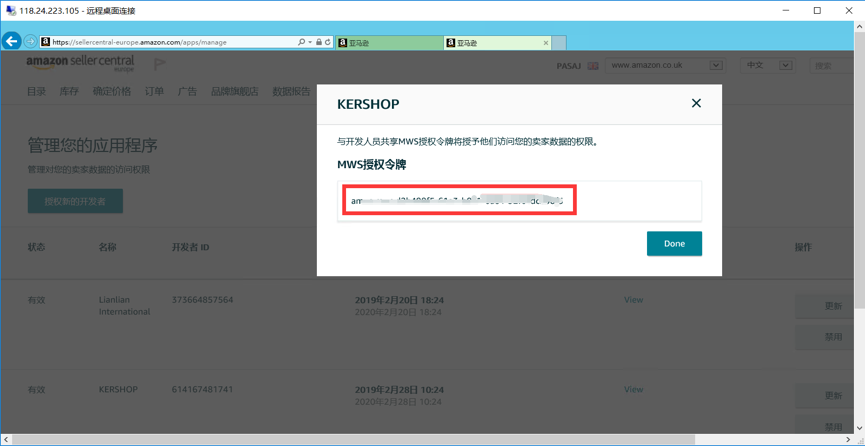 118.24.223.105 - 远程桌面连接
https://sellercentral-europe.amazon.com/apps/manage
亚马逊
亚马逊
amazon seller central
europe
PASAJ
www.amazon.co.uk
中文
搜索
目录 库存 确定价格 订单 广告 品牌旗舰店 数据报告
KERSHOP
与开发人员共享MWS授权令牌将授予他们访问您的卖家数据的权限。
MWS授权令牌
Done
管理您的应用程序
管理对您的卖家数据的访问权限
授权新的开发者
状态 名称 开发者 ID 操作
有效 Lianlian International 373664857564 2019年2月20日 18:24 View 更新
2020年2月20日 18:24
禁用
有效 KERSHOP 614167481741 2019年2月28日 10:24 View 更新
2020年2月28日 10:24
禁用